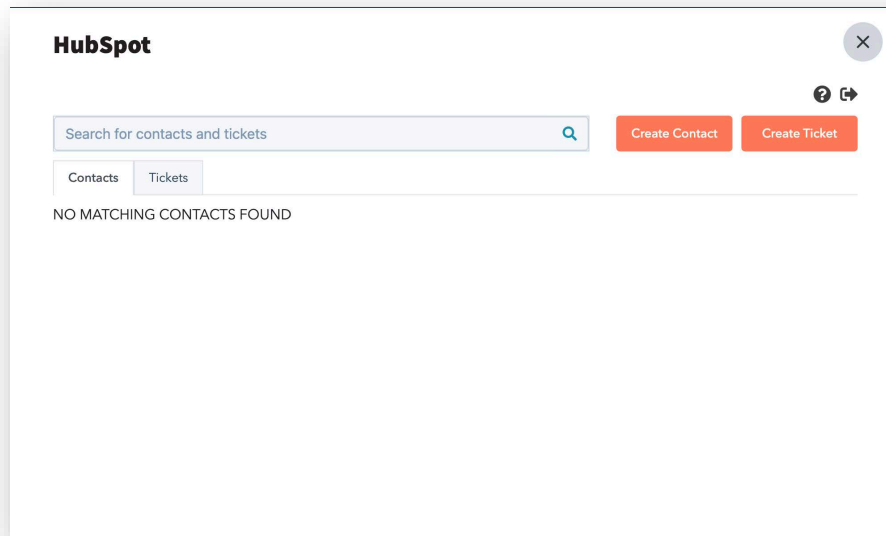 HubSpot
Search for contacts and tickets
Create Contact
Create Ticket
Contacts
Tickets
NO MATCHING CONTACTS FOUND